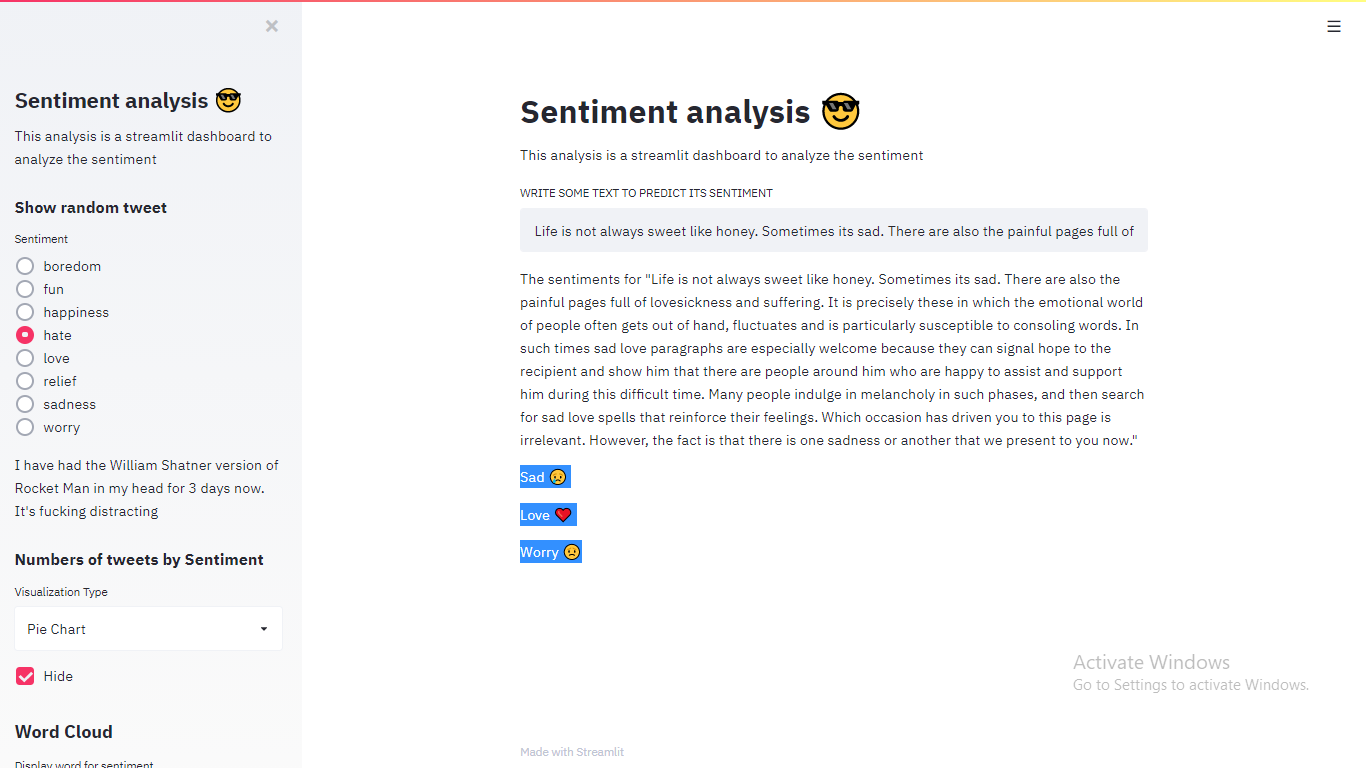 Sentiment analysis 😎
This analysis is a streamlit dashboard to
analyze the sentiment
Show random tweet
Sentiment
boredom
fun
happiness
hate
love
relief
sadness
worry
I have had the William Shatner version of
Rocket Man in my head for 3 days now.
It's fucking distracting
Numbers of tweets by Sentiment
Visualization Type
Pie Chart
Hide
Word Cloud
Display word for sentiment
Sentiment analysis 😎
This analysis is a streamlit dashboard to analyze the sentiment
WRITE SOME TEXT TO PREDICT ITS SENTIMENT
Life is not always sweet like honey. Sometimes its sad. There are also the painful pages full of
The sentiments for "Life is not always sweet like honey. Sometimes its sad. There are also the
painful pages full of lovesickness and suffering. It is precisely these in which the emotional world
of people often gets out of hand, fluctuates and is particularly susceptible to consoling words. In
such times sad love paragraphs are especially welcome because they can signal hope to the
recipient and show him that there are people around him who are happy to assist and support
him during this difficult time. Many people indulge in melancholy in such phases, and then search
for sad love spells that reinforce their feelings. Which occasion has driven you to this page is
irrelevant. However, the fact is that there is one sadness or another that we present to you now."
Sad 😥
Love ❤️
Worry 😟
Activate Windows
Go to Settings to activate Windows.
Made with Streamlit